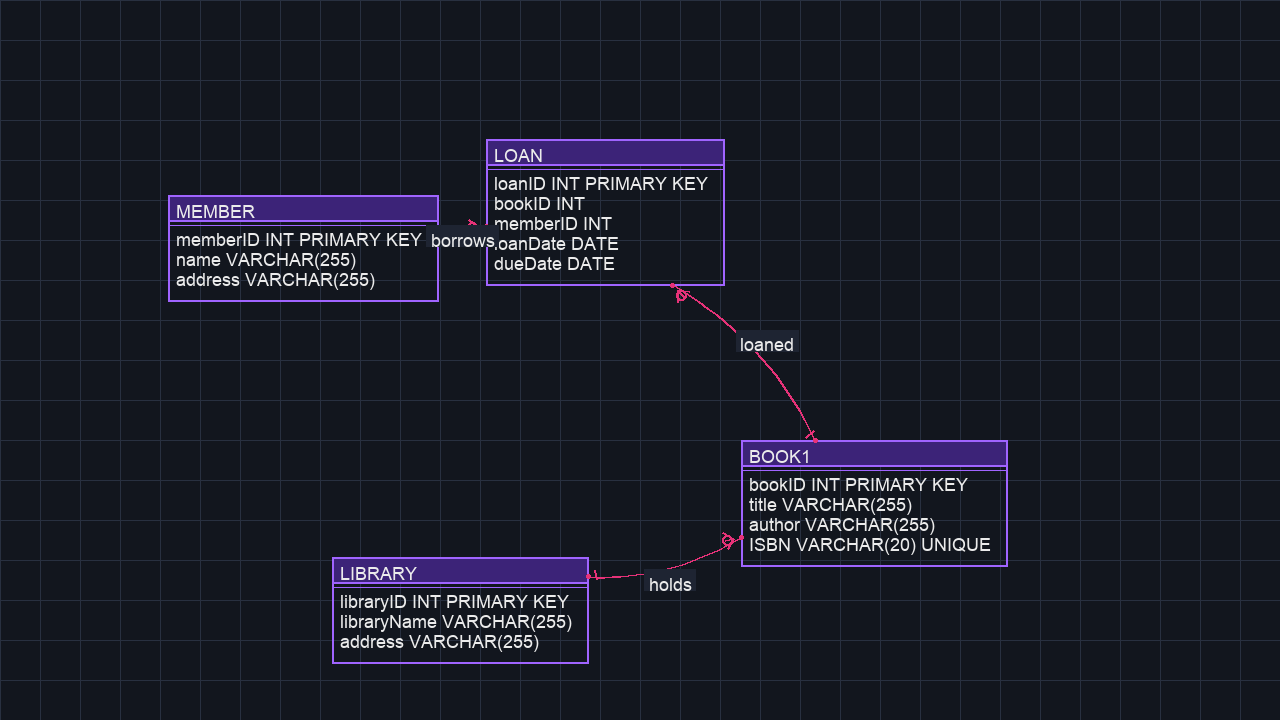 LOAN
loanID INT PRIMARY KEY
bookID INT
memberID INT
loanDate DATE
dueDate DATE
MEMBER
memberID INT PRIMARY KEY
name VARCHAR(255)
address VARCHAR(255)
borrows
loaned
BOOK1
bookID INT PRIMARY KEY
title VARCHAR(255)
author VARCHAR(255)
ISBN VARCHAR(20) UNIQUE
LIBRARY
libraryID INT PRIMARY KEY
libraryName VARCHAR(255)
address VARCHAR(255)
holds